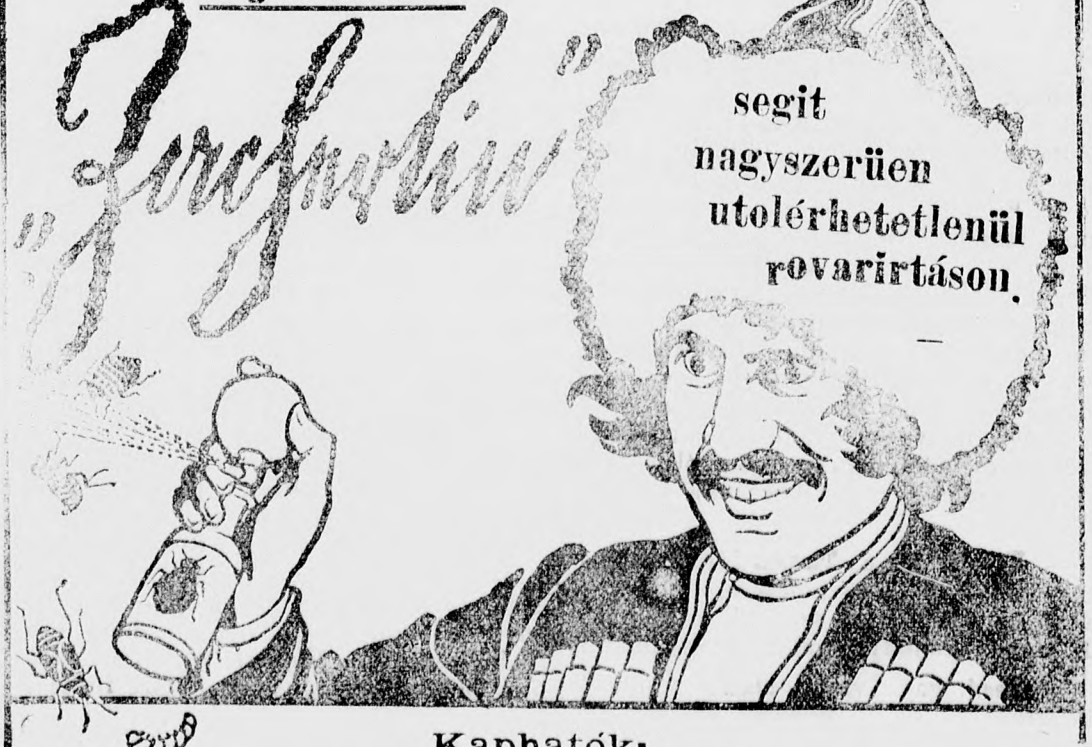 „Zacherlin”
segit
nagyszerüen
utolérhetetlenül
rovarirtáson.
Kaphatók: